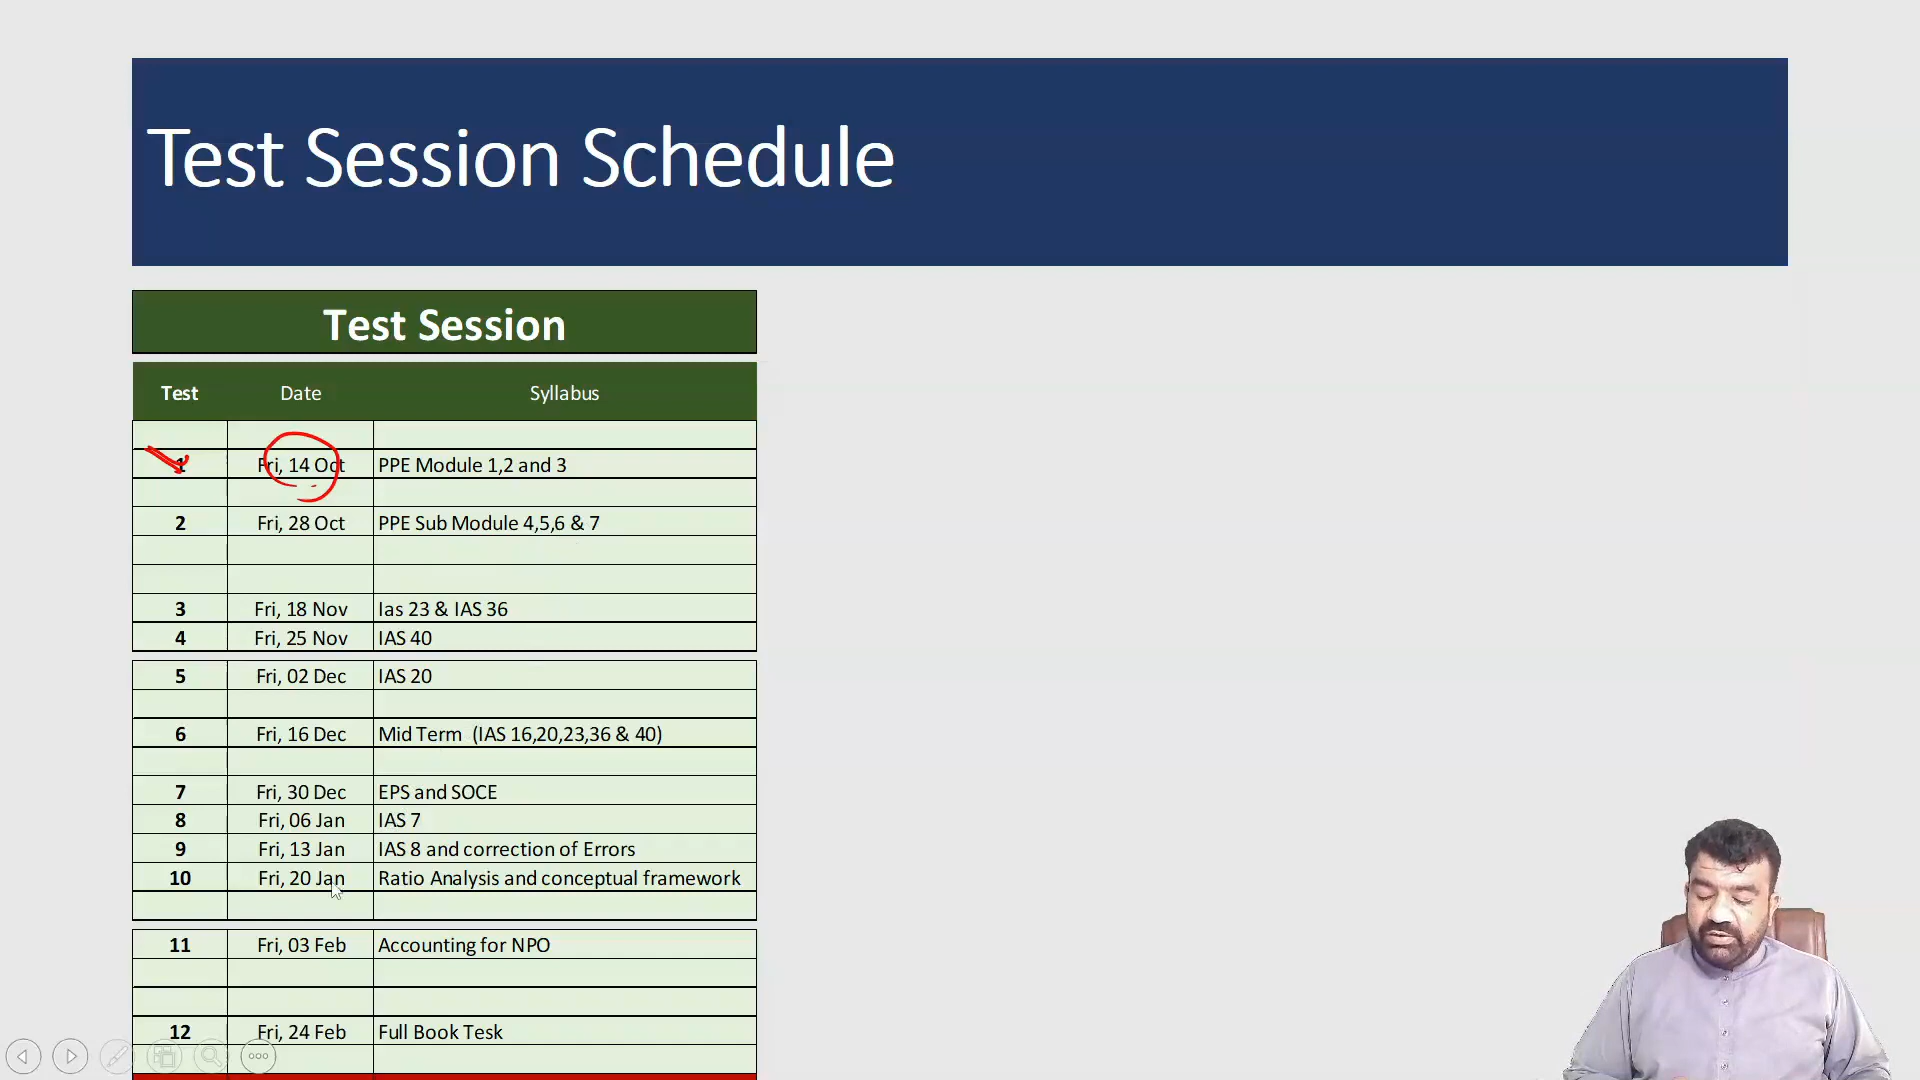 Test Session Schedule
Test Session
Test Date Syllabus
1 Fri, 14 Oct PPE Module 1,2 and 3
2 Fri, 28 Oct PPE Sub Module 4,5,6 & 7
3 Fri, 18 Nov Ias 23 & IAS 36
4 Fri, 25 Nov IAS 40
5 Fri, 02 Dec IAS 20
6 Fri, 16 Dec Mid Term (IAS 16,20,23,36 & 40)
7 Fri, 30 Dec EPS and SOCE
8 Fri, 06 Jan IAS 7
9 Fri, 13 Jan IAS 8 and correction of Errors
10 Fri, 20 Jan Ratio Analysis and conceptual framework
11 Fri, 03 Feb Accounting for NPO
12 Fri, 24 Feb Full Book Tesk